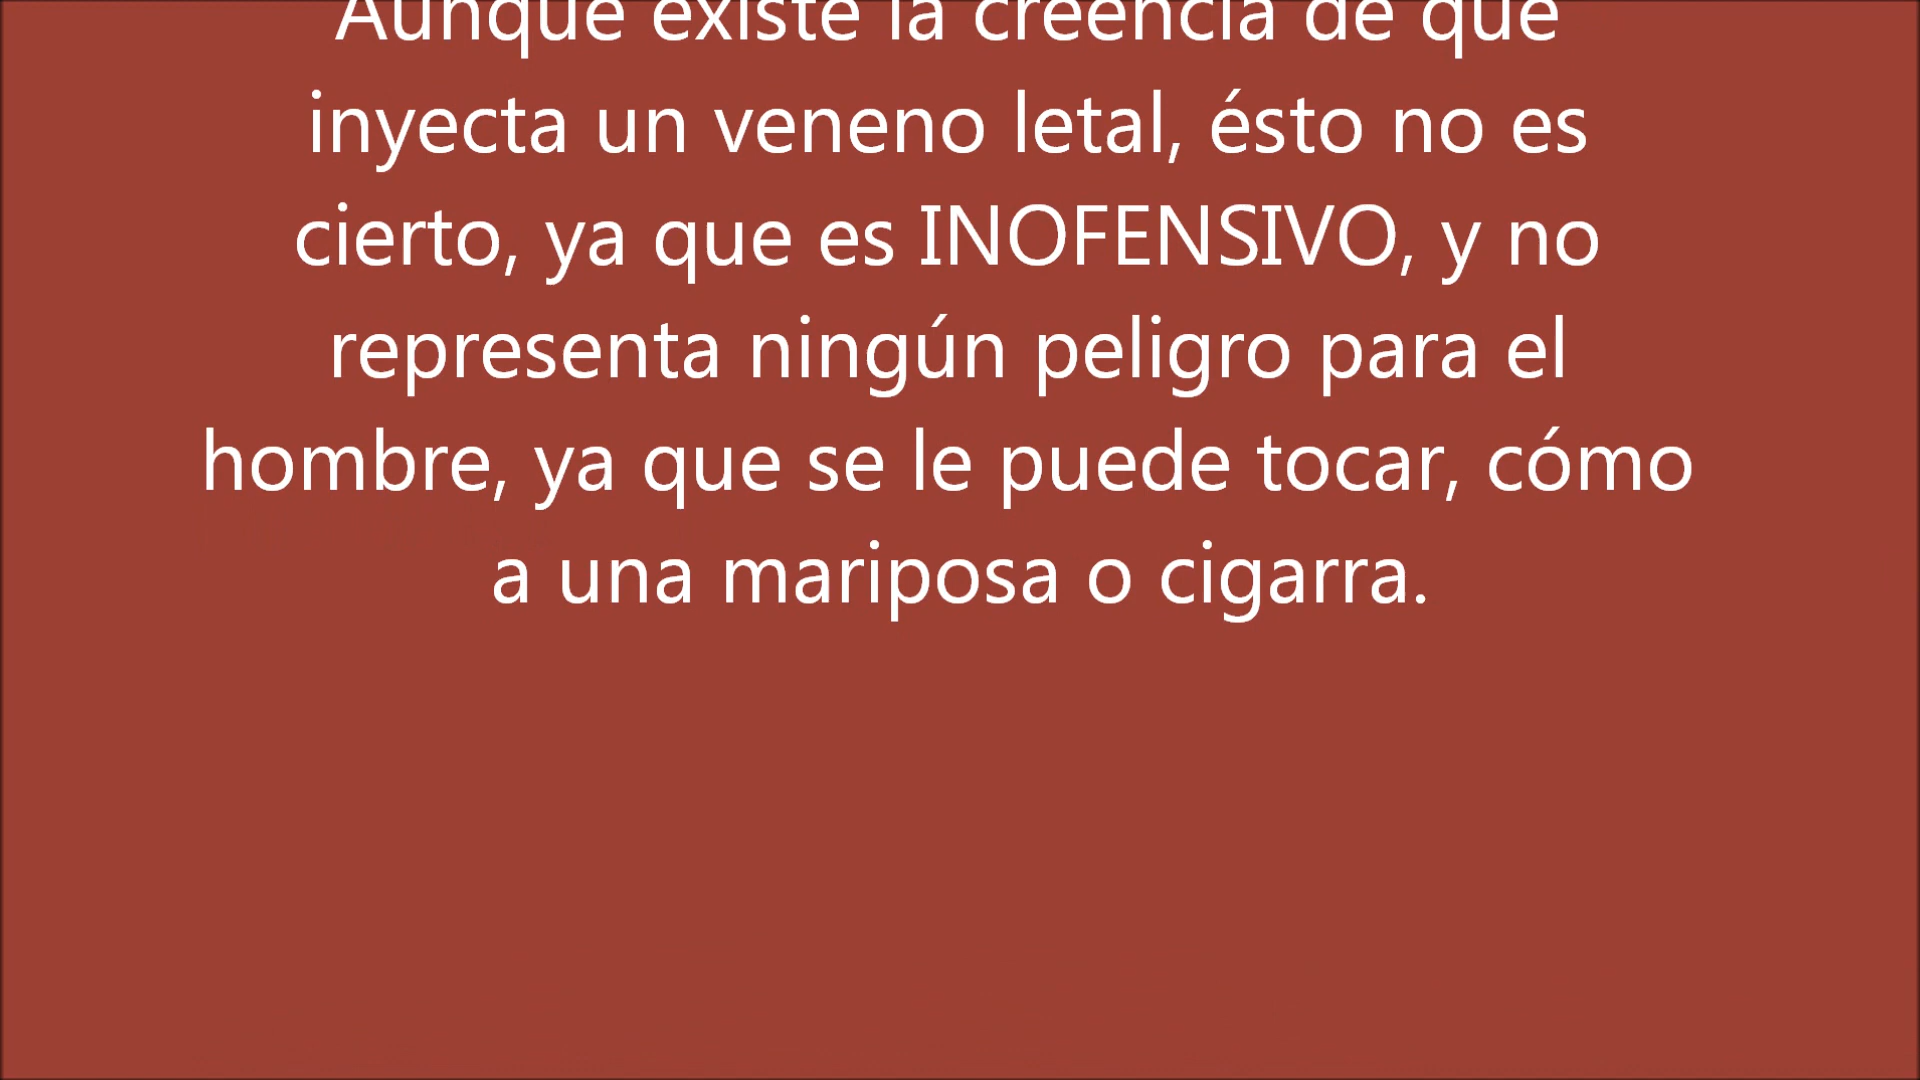 Aunque existe la creencia de que
inyecta un veneno letal, ésto no es
cierto, ya que es INOFENSIVO, y no
representa ningún peligro para el
hombre, ya que se le puede tocar, cómo
a una mariposa o cigarra.